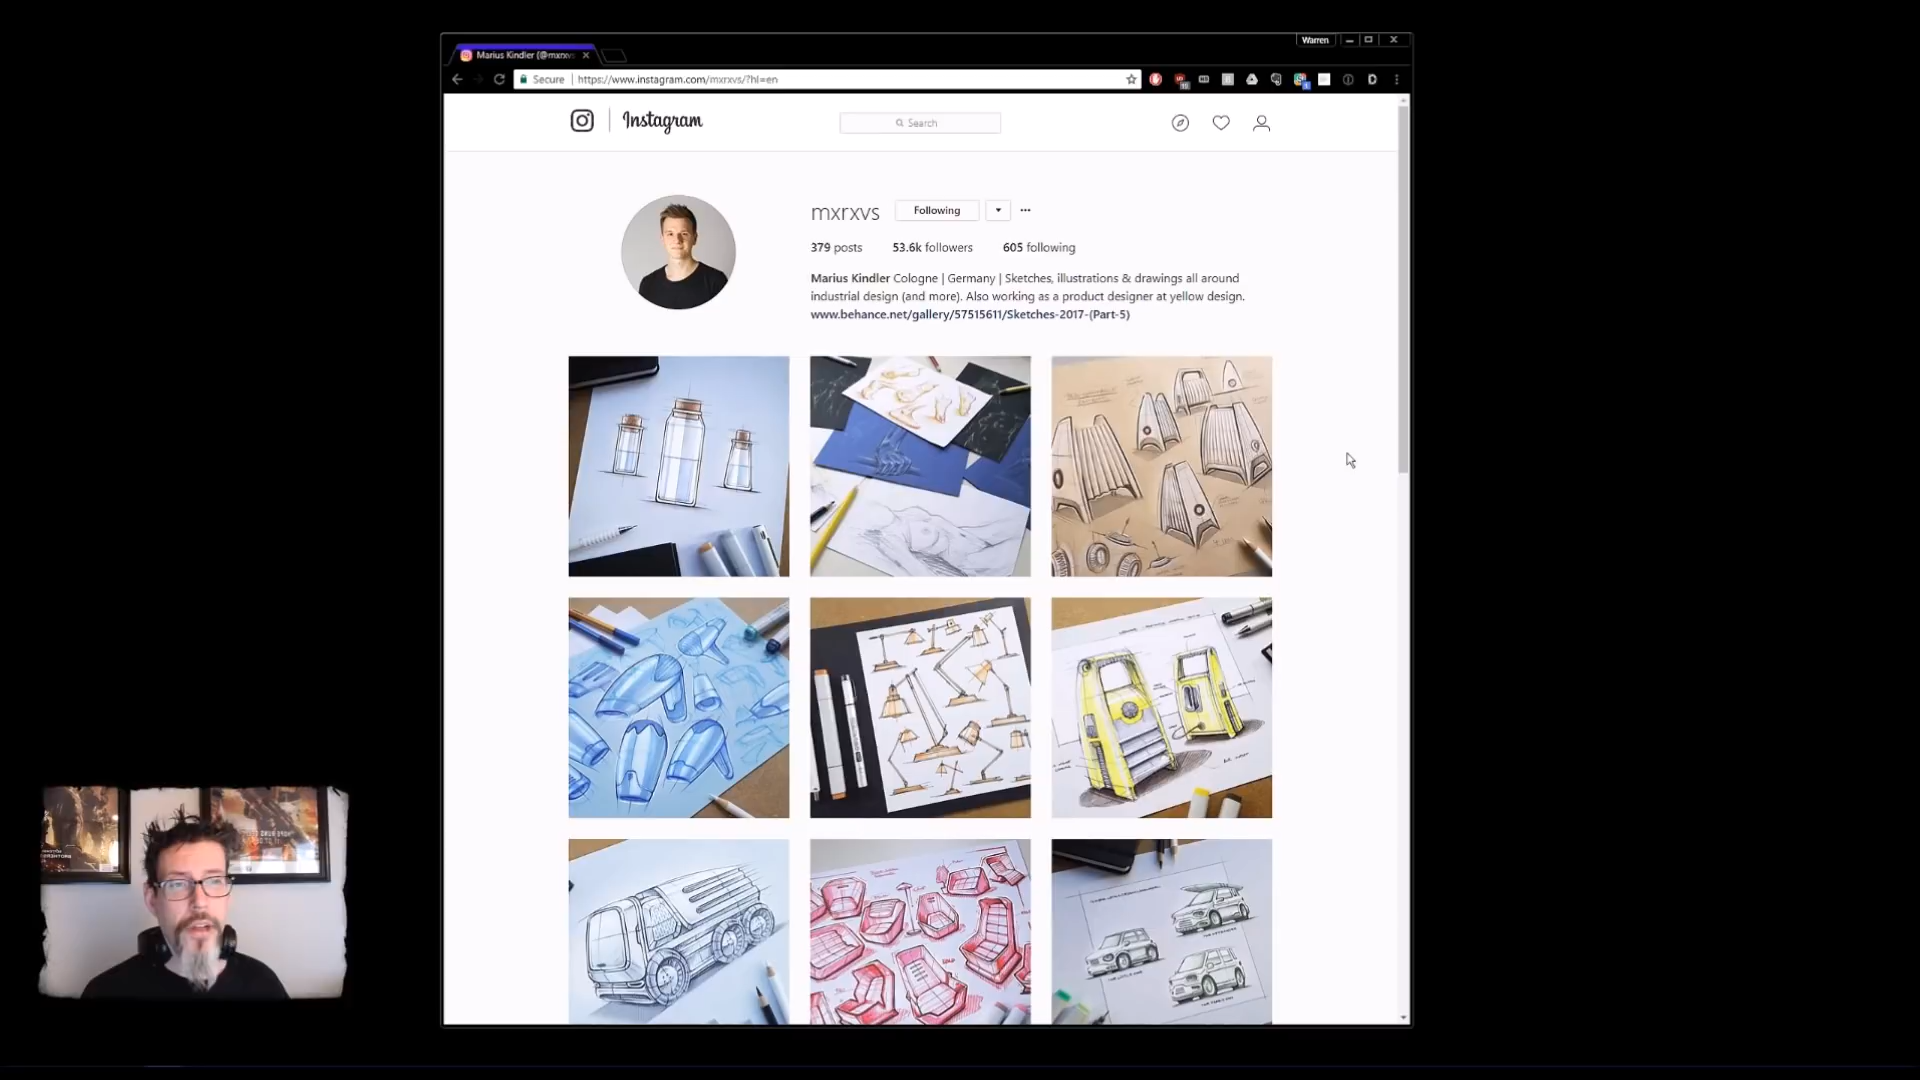 Warren
Marius Kindler (@mxrxvs
Secure
https://www.instagram.com/mxrxvs/?hl=en
Instagram
Search
mxrxvs
Following
379 posts
53.6k followers
605 following
Marius Kindler Cologne | Germany | Sketches, illustrations & drawings all around
industrial design (and more). Also working as a product designer at yellow design.
www.behance.net/gallery/57515611/Sketches-2017-(Part-5)